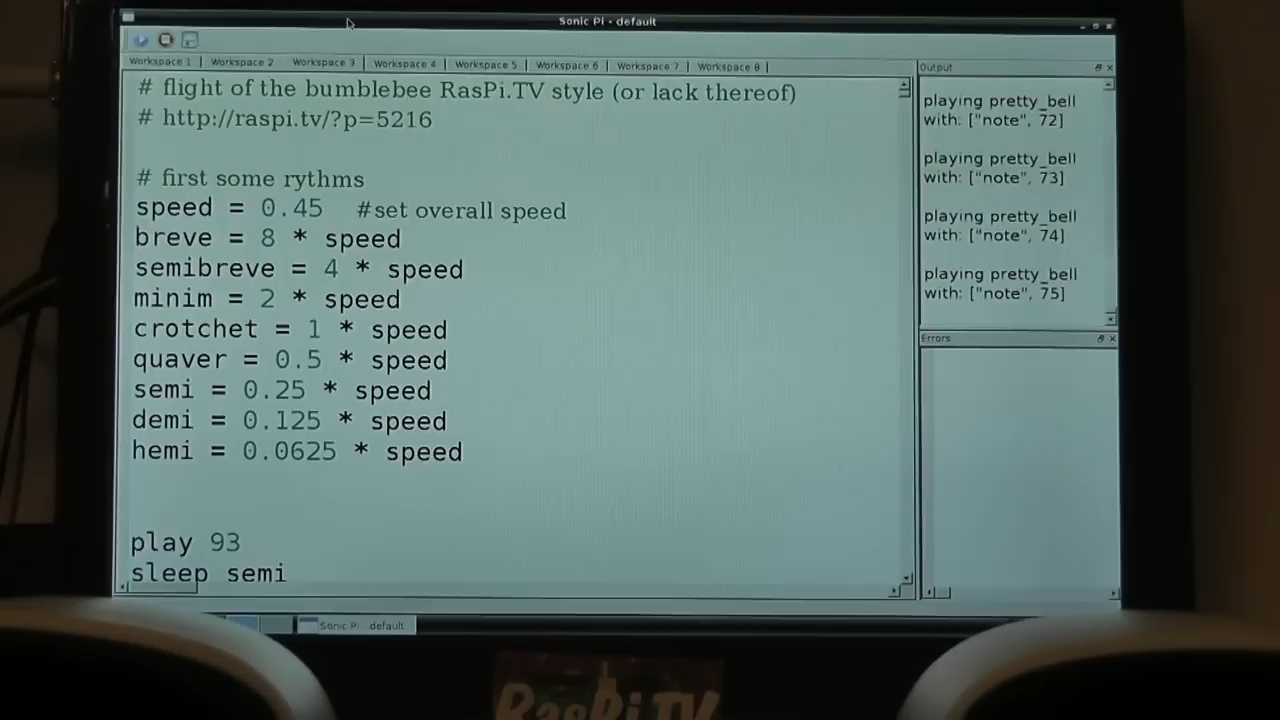 Sonic Pi - default
Workspace 1 | Workspace 2 Workspace 3 | Workspace 4 | Workspace 5 | Workspace 6 | Workspace 7 | Workspace 8 |
# flight of the bumblebee RasPi.TV style (or lack thereof)
# http://raspi.tv/?p=5216
# first some rythms
speed = 0.45 #set overall speed
breve = 8 * speed
semibreve = 4 * speed
minim = 2 * speed
crotchet = 1 * speed
quaver = 0.5 * speed
semi = 0.25 * speed
demi = 0.125 * speed
hemi = 0.0625 * speed
play 93
sleep semi
Output
playing pretty_bell
with: ["note", 72]
playing pretty_bell
with: ["note", 73]
playing pretty_bell
with: ["note", 74]
playing pretty_bell
with: ["note", 75]
Errors
Sonic Pi - default
RasPi.TV